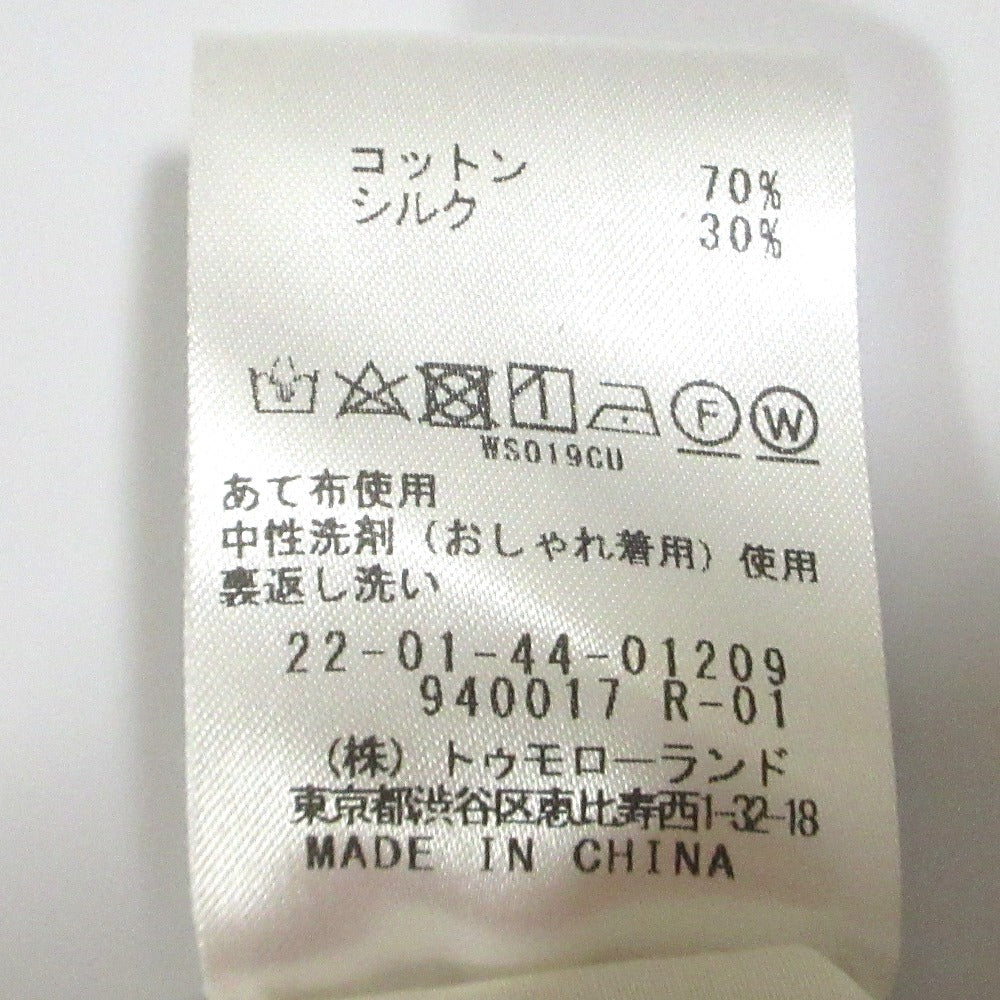 コットン 70%
シルク 30%
F W
WS019CU
あて布使用
中性洗剤（おしゃれ着用）使用
裏返し洗い
22-01-44-01209
940017 R-01
（株）トゥモローランド
東京都渋谷区恵比寿西1-32-18
MADE IN CHINA